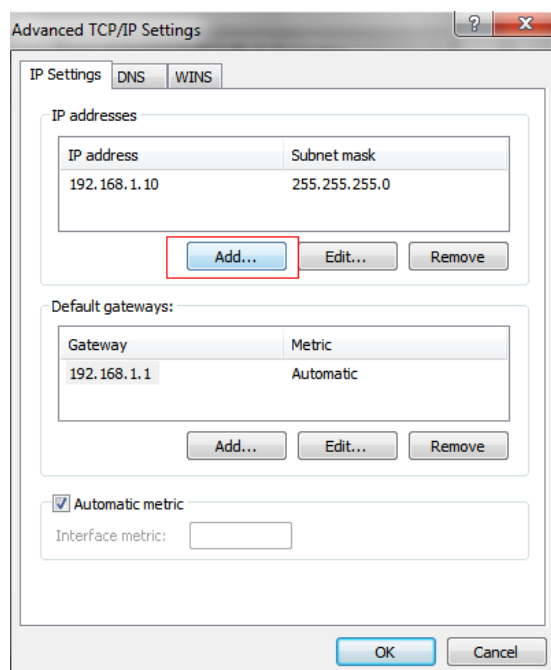 Advanced TCP/IP Settings
?
X
IP Settings DNS WINS
IP addresses
IP address Subnet mask
192.168.1.10 255.255.255.0
Add... Edit... Remove
Default gateways:
Gateway Metric
192.168.1.1 Automatic
Add... Edit... Remove
Automatic metric
Interface metric:
OK Cancel